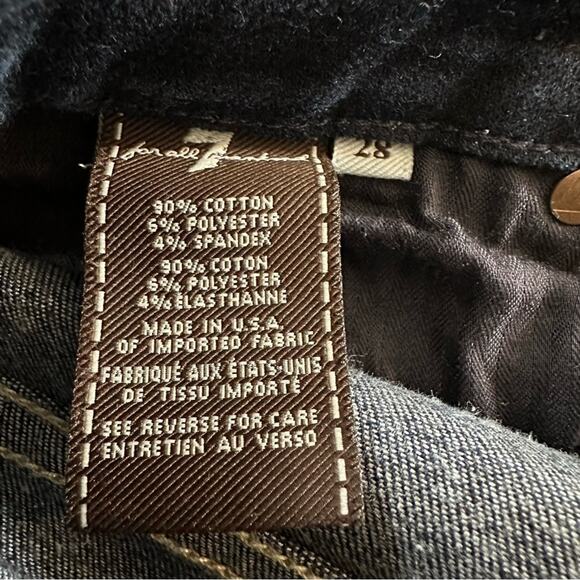 7
for all mankind
28
90% COTTON
6% POLYESTER
4% SPANDEX
90% COTON
6% POLYESTER
4% ÉLASTHANNE
MADE IN U.S.A.
OF IMPORTED FABRIC
FABRIQUÉ AUX ÉTATS-UNIS
DE TISSU IMPORTÉ
SEE REVERSE FOR CARE
ENTRETIEN AU VERSO